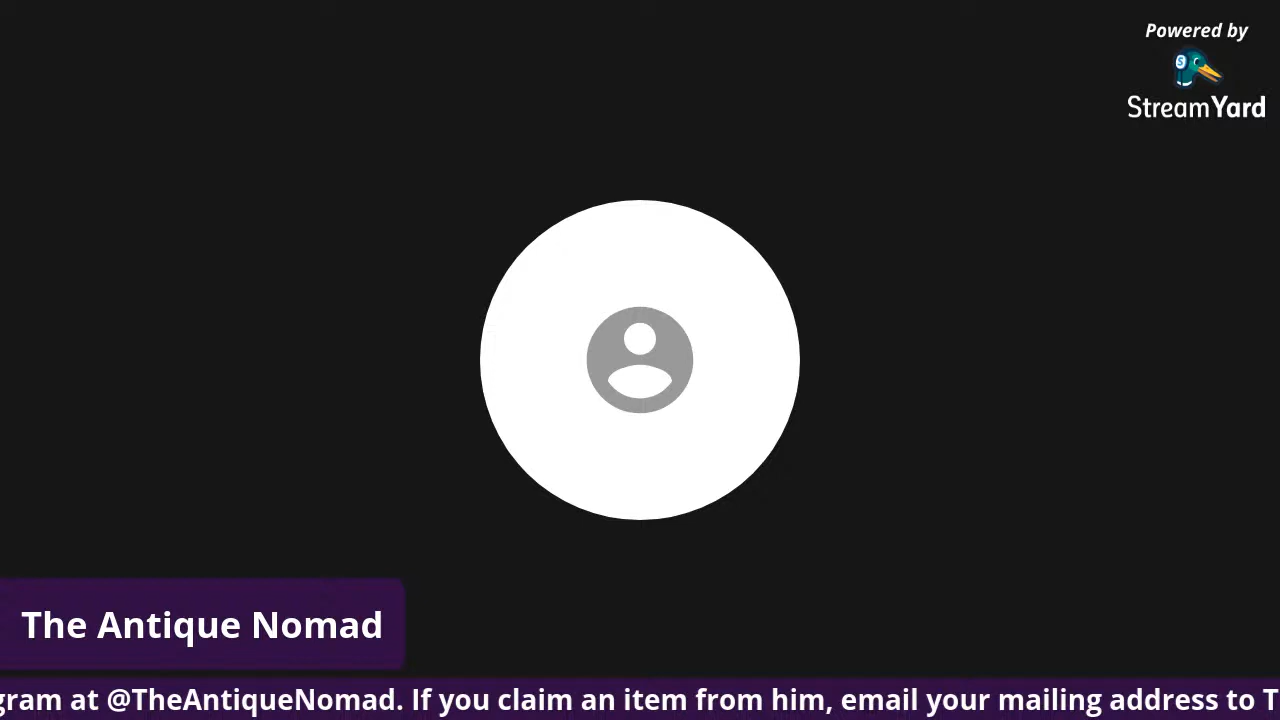 Powered by
StreamYard
The Antique Nomad
gram at @TheAntiqueNomad. If you claim an item from him, email your mailing address to T